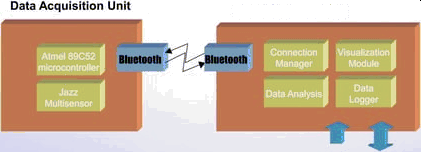 Data Acquisition Unit
Atmel 89C52
microcontroller
Jazz
Multisensor
Bluetooth
Bluetooth
Connection
Manager
Visualization
Module
Data Analysis
Data
Logger